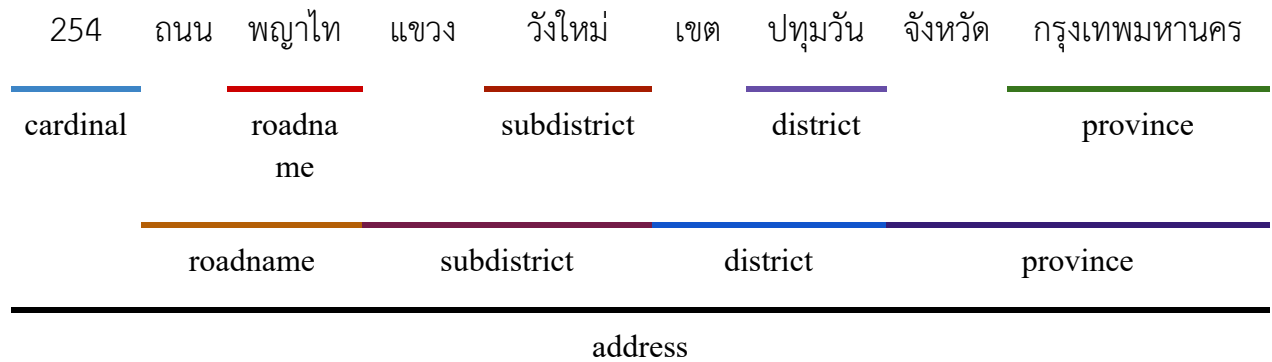 254 ถนน พญาไท แขวง วังใหม่ เขต ปทุมวัน จังหวัด กรุงเทพมหานคร
cardinal roadna subdistrict district province
me
roadname subdistrict district province
address